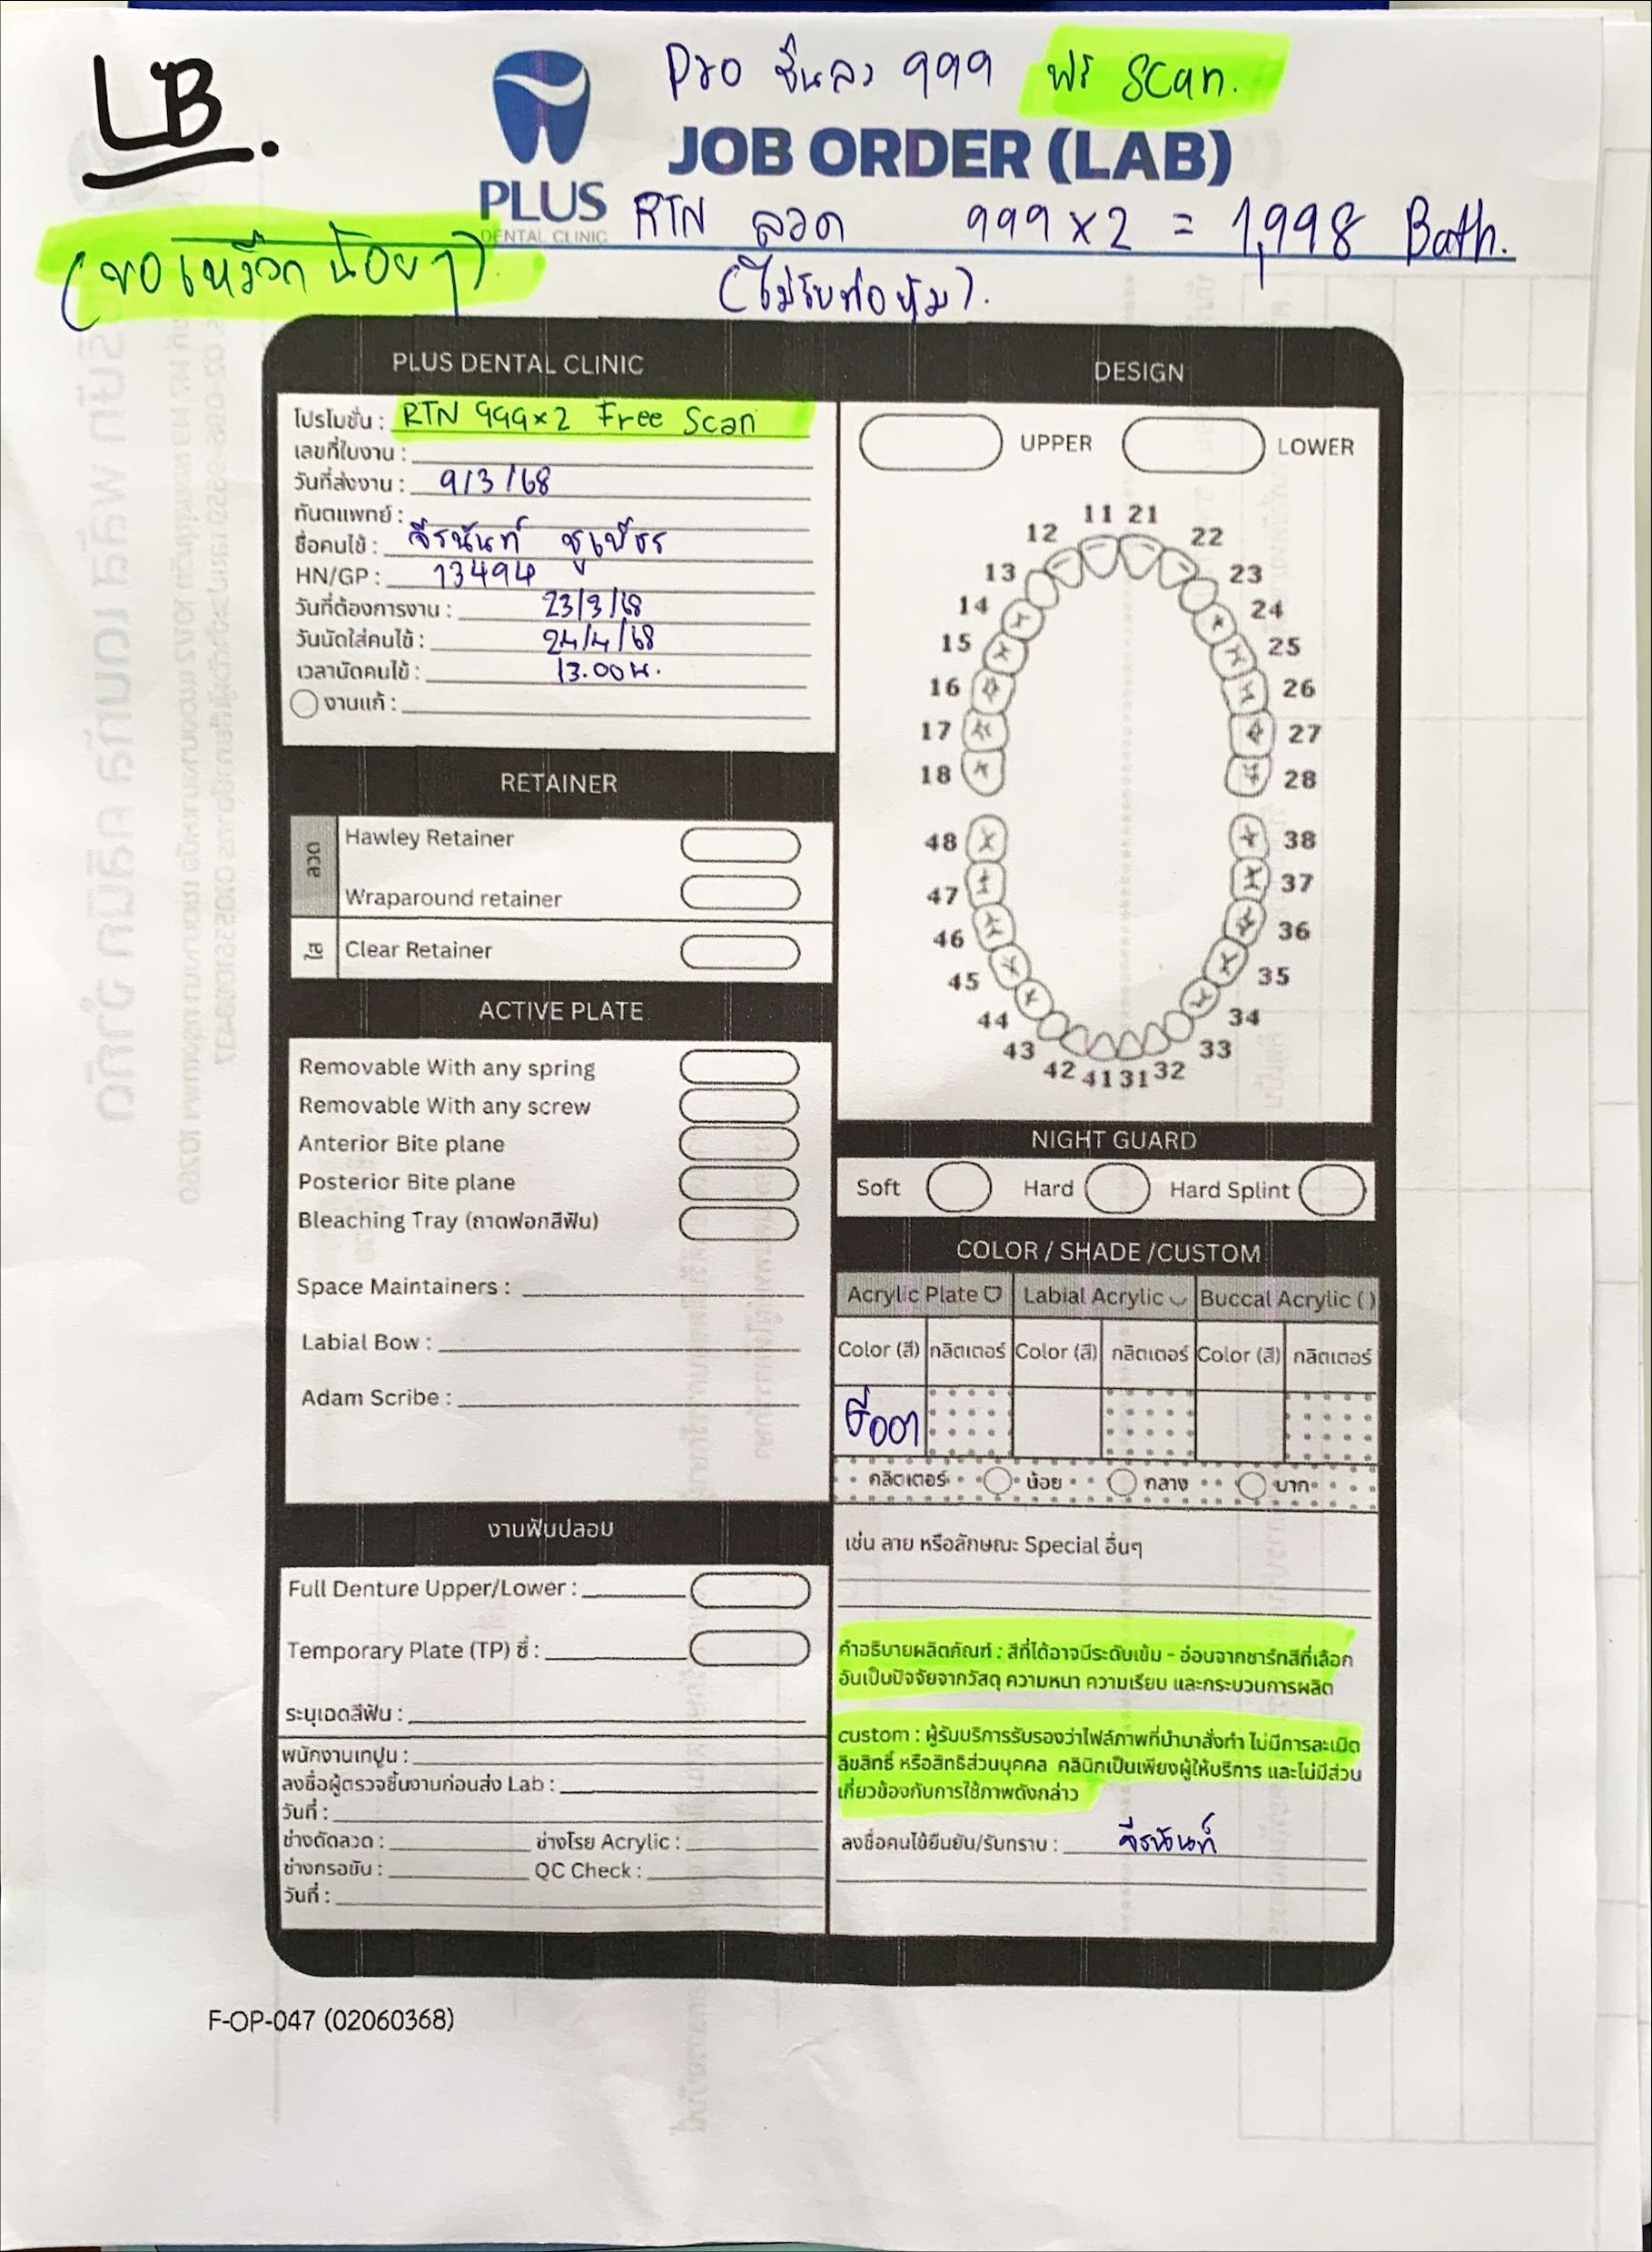 LB.
Pro ชิ้นละ 999 ฟรี Scan.
JOB ORDER (LAB)
PLUS
DENTAL CLINIC
RTN ลวด 999 x 2 = 1,998 Bath.
(ขอเหงือกน้อยๆ)
(ไม่รับท่อหุ้ม).
PLUS DENTAL CLINIC
โปรโมชั่น : RTN 999x2 Free Scan
เลขที่ใบงาน :
วันที่ส่งงาน : 9/3/68
ทันตแพทย์ :
ชื่อคนไข้ : จีรนันท์
HN/GP : 13494
วันที่ต้องการงาน : 23/3/68
วันนัดใส่คนไข้ : 24/4/68
เวลานัดคนไข้ : 13.00 น.
งานแก้ :
RETAINER
ลวด
Hawley Retainer
Wraparound retainer
ใส
Clear Retainer
ACTIVE PLATE
Removable With any spring
Removable With any screw
Anterior Bite plane
Posterior Bite plane
Bleaching Tray (ถาดฟอกสีฟัน)
Space Maintainers :
Labial Bow :
Adam Scribe :
งานฟันปลอม
Full Denture Upper/Lower :
Temporary Plate (TP) ซี่ :
ระบุเฉดสีฟัน :
พนักงานเทปูน :
ลงชื่อผู้ตรวจชิ้นงานก่อนส่ง Lab :
วันที่ :
ช่างดัดลวด : ช่างโรย Acrylic :
ช่างกรอขัน : QC Check :
วันที่ :
DESIGN
UPPER LOWER
11 21
12 22
13 23
14 24
15 25
16 26
17 27
18 28
48 38
47 37
46 36
45 35
44 34
43 33
42 41 31 32
NIGHT GUARD
Soft Hard Hard Splint
COLOR / SHADE /CUSTOM
Acrylic Plate Labial Acrylic Buccal Acrylic ( )
Color (สี) กลิตเตอร์ Color (สี) กลิตเตอร์ Color (สี) กลิตเตอร์
กลิตเตอร์ น้อย กลาง มาก
เช่น ลาย หรือลักษณะ Special อื่นๆ
คำอธิบายผลิตภัณฑ์ : สีที่ได้อาจมีระดับเข้ม - อ่อนจากชาร์ทสีที่เลือก
อันเป็นปัจจัยจากวัสดุ ความหนา ความเรียบ และกระบวนการผลิต
custom : ผู้รับบริการรับรองว่าไฟล์ภาพที่นำมาสั่งทำ ไม่มีการละเมิด
ลิขสิทธิ์ หรือสิทธิส่วนบุคคล คลินิกเป็นเพียงผู้ให้บริการ และไม่มีส่วน
เกี่ยวข้องกับการใช้ภาพดังกล่าว
ลงชื่อคนไข้ยืนยัน/รับทราบ : จีรนันท์
F-OP-047 (02060368)